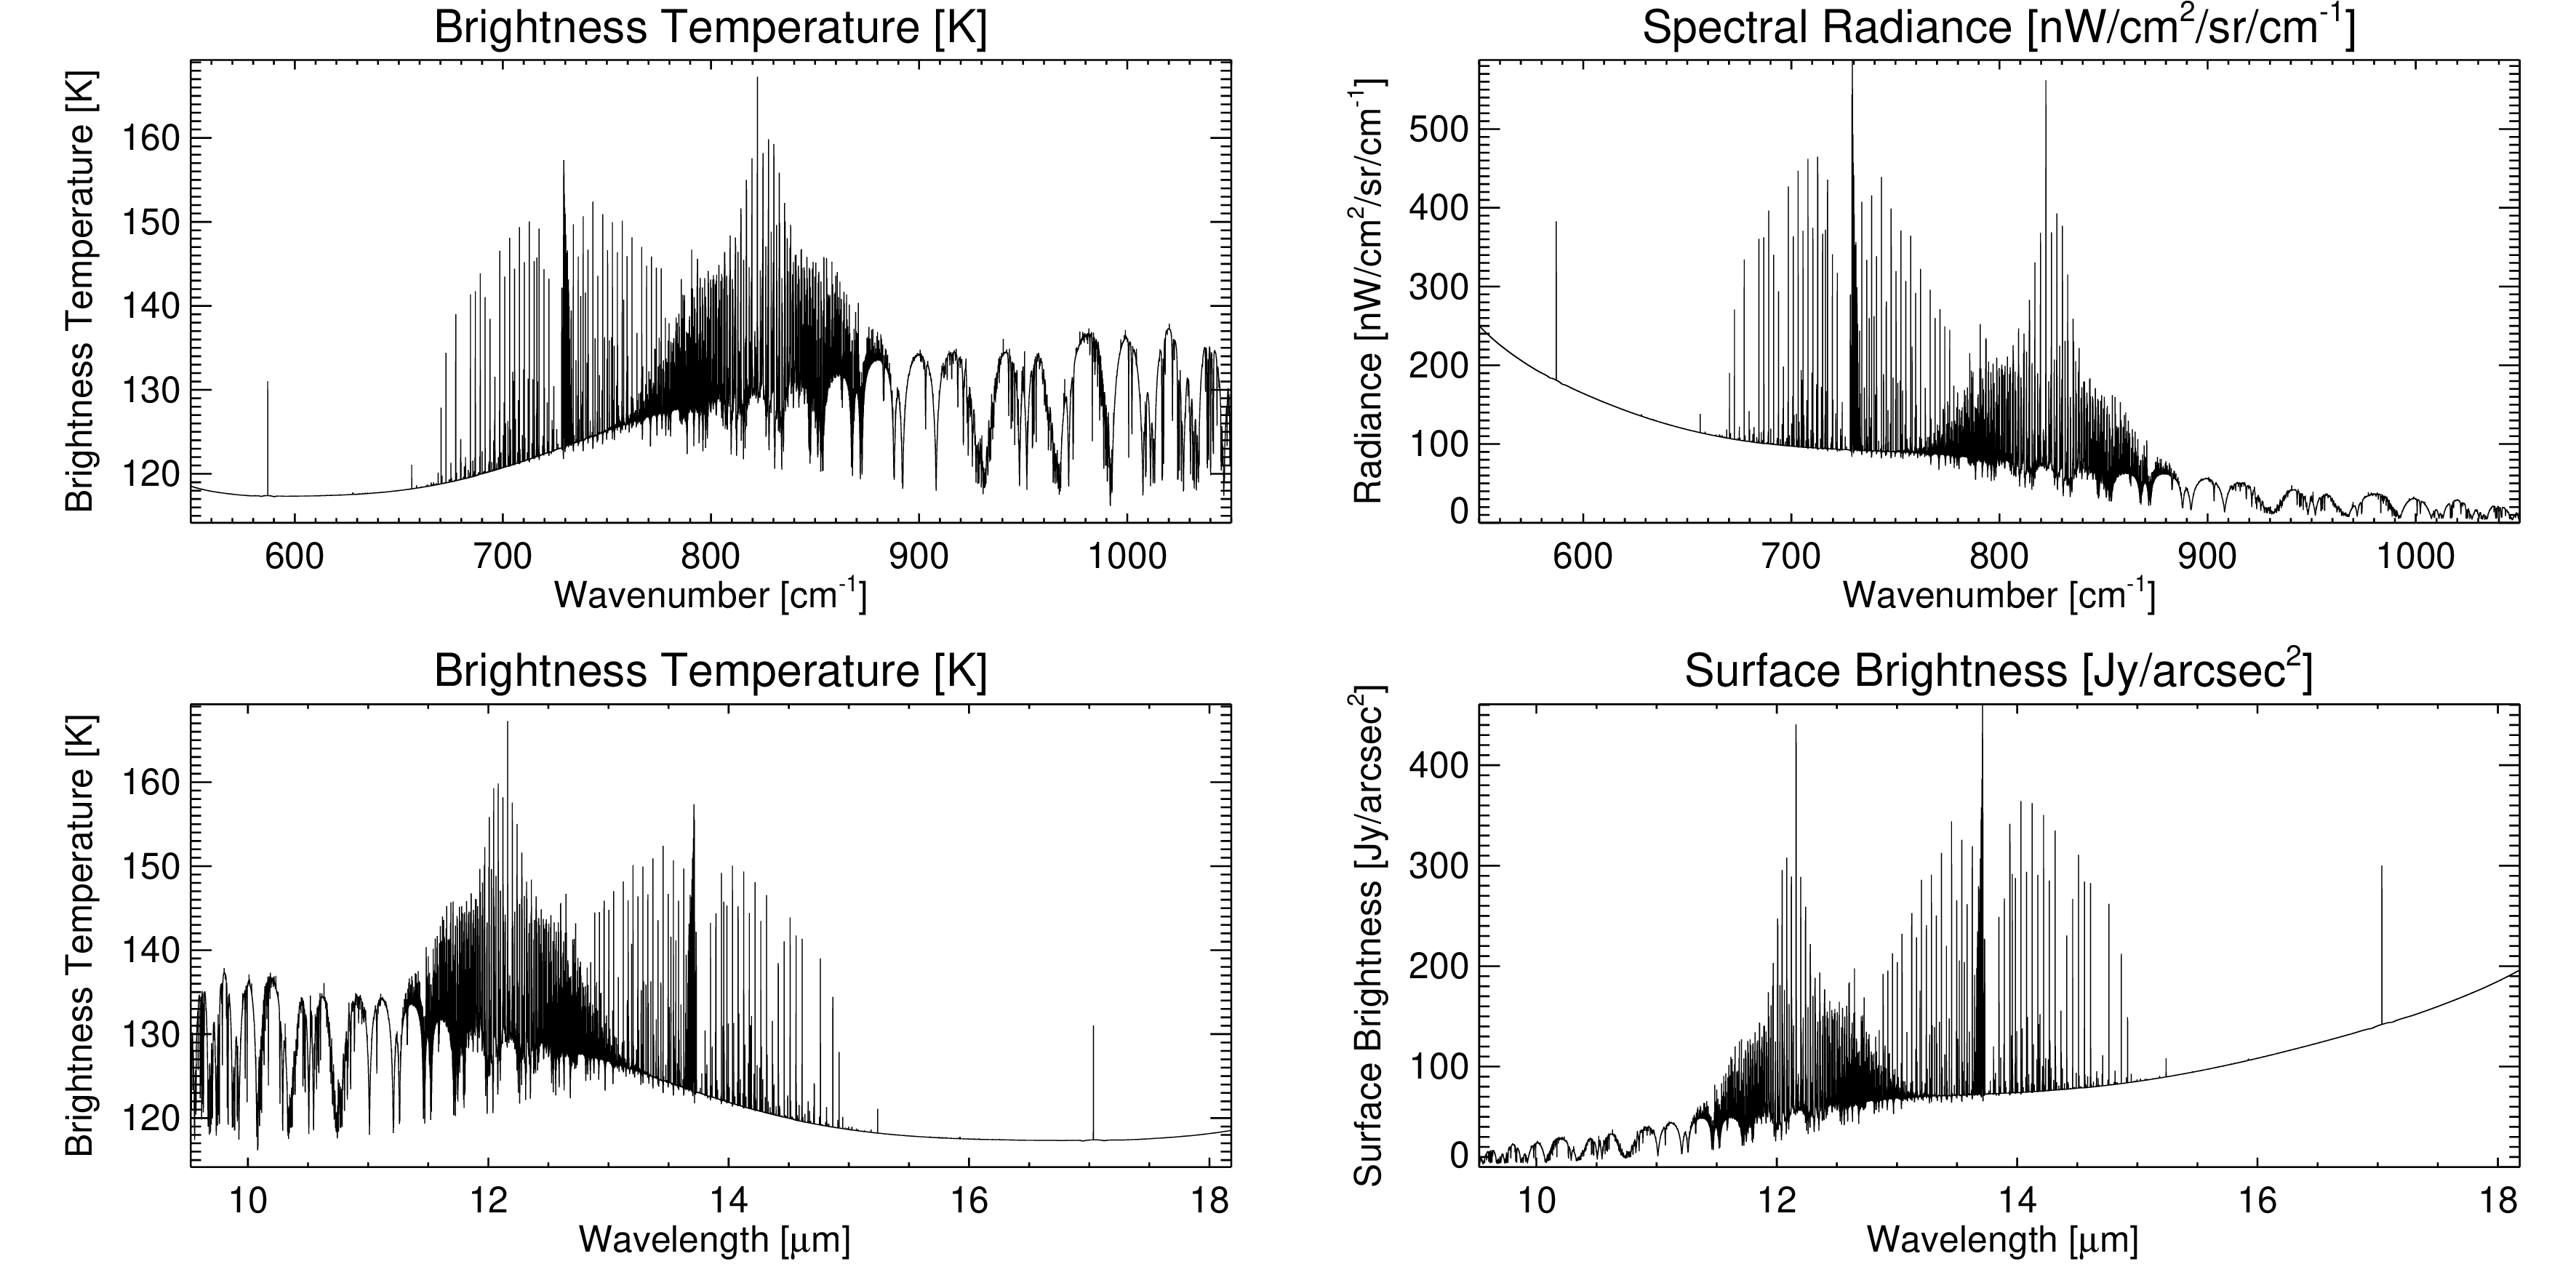 Brightness Temperature [K]
Brightness Temperature [K]
160
150
140
130
120
600 700 800 900 1000
Wavenumber [cm⁻¹]
Spectral Radiance [nW/cm²/sr/cm⁻¹]
Radiance [nW/cm²/sr/cm⁻¹]
500
400
300
200
100
0
600 700 800 900 1000
Wavenumber [cm⁻¹]
Brightness Temperature [K]
Brightness Temperature [K]
160
150
140
130
120
10 12 14 16 18
Wavelength [μm]
Surface Brightness [Jy/arcsec²]
Surface Brightness [Jy/arcsec²]
400
300
200
100
0
10 12 14 16 18
Wavelength [μm]